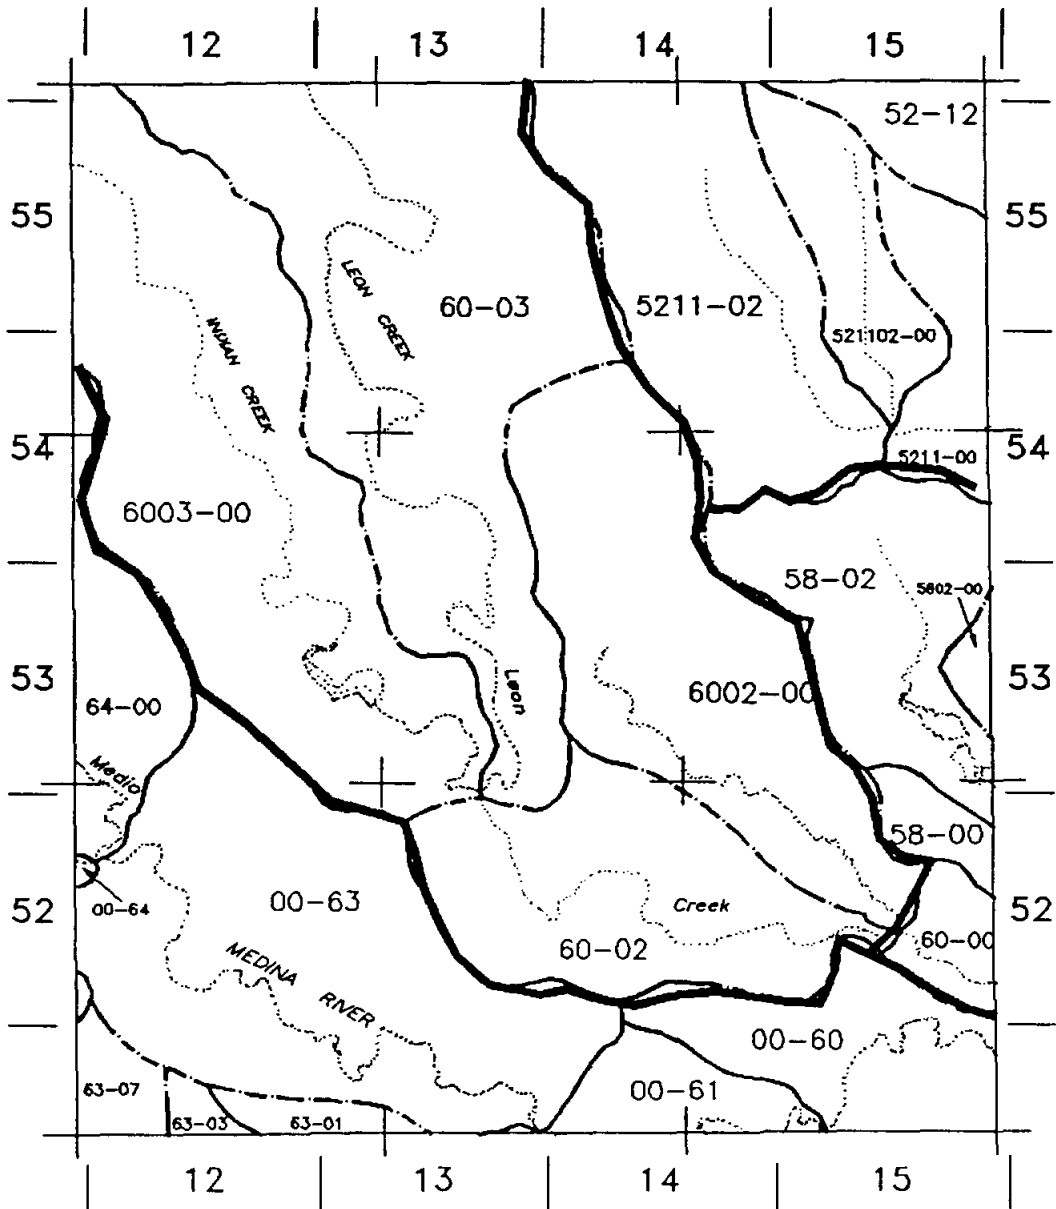 12 13 14 15
52-12
55 55
LEON CREEK
60-03 5211-02
INDIAN CREEK
521102-00
54 54
5211-00
6003-00
58-02
5802-00
53 53
Leon
6002-00
64-00
Medio
58-00
00-63
52 52
00-64
Creek
60-02 60-00
MEDINA RIVER
00-60
63-07 00-61
63-03 63-01
12 13 14 15